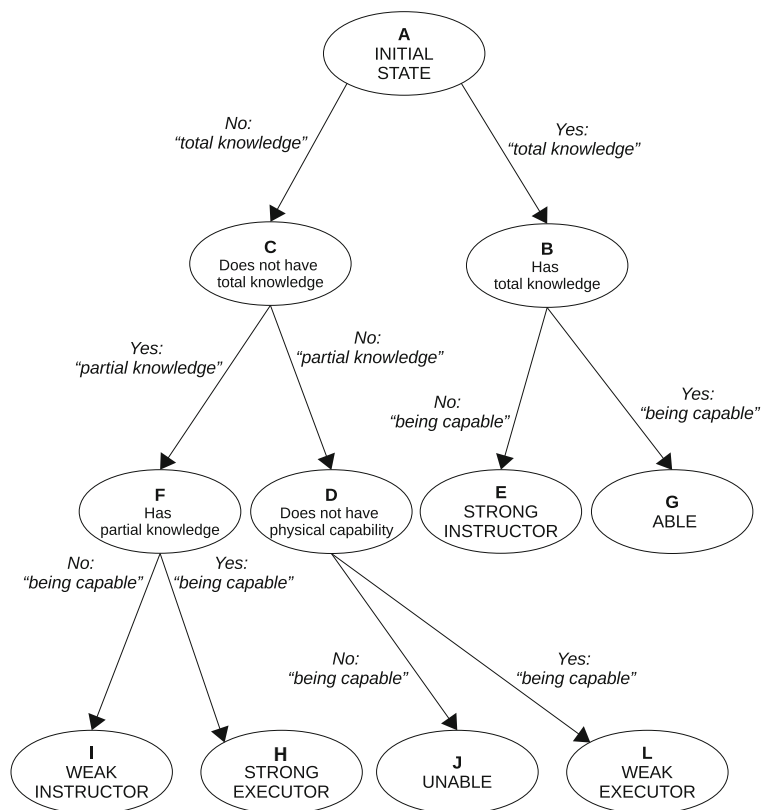 A
INITIAL
STATE
No:
“total knowledge”
Yes:
“total knowledge”
C
Does not have
total knowledge
B
Has
total knowledge
Yes:
“partial knowledge”
No:
“partial knowledge”
No:
“being capable”
Yes:
“being capable”
F
Has
partial knowledge
D
Does not have
physical capability
E
STRONG
INSTRUCTOR
G
ABLE
No:
“being capable”
Yes:
“being capable”
No:
“being capable”
Yes:
“being capable”
I
WEAK
INSTRUCTOR
H
STRONG
EXECUTOR
J
UNABLE
L
WEAK
EXECUTOR